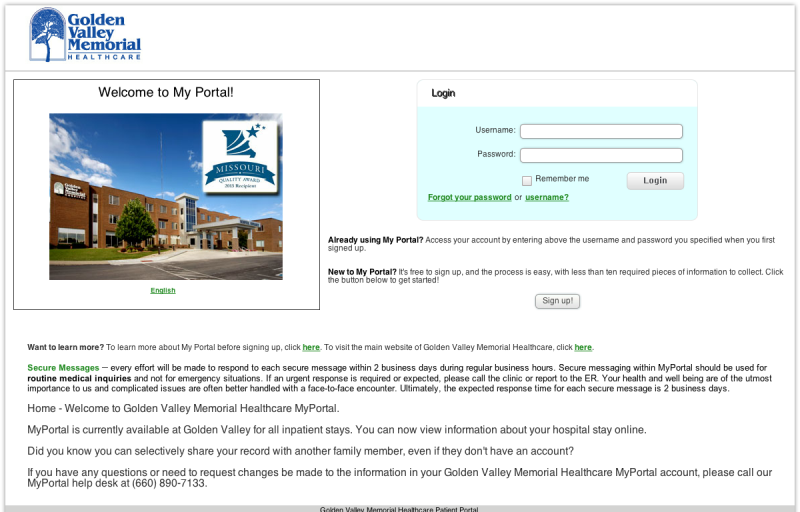 Golden
Valley
Memorial
HEALTHCARE
Welcome to My Portal!
MISSOURI
QUALITY AWARD
2015 Recipient
Golden
Valley
Memorial
English
Login
Username:
Password:
Remember me
Login
Forgot your password or username?
Already using My Portal? Access your account by entering above the username and password you specified when you first
signed up.
New to My Portal? It's free to sign up, and the process is easy, with less than ten required pieces of information to collect. Click
the button below to get started!
Sign up!
Want to learn more? To learn more about My Portal before signing up, click here. To visit the main website of Golden Valley Memorial Healthcare, click here.
Secure Messages — every effort will be made to respond to each secure message within 2 business days during regular business hours. Secure messaging within MyPortal should be used for
routine medical inquiries and not for emergency situations. If an urgent response is required or expected, please call the clinic or report to the ER. Your health and well being are of the utmost
importance to us and complicated issues are often better handled with a face-to-face encounter. Ultimately, the expected response time for each secure message is 2 business days.
Home - Welcome to Golden Valley Memorial Healthcare MyPortal.
MyPortal is currently available at Golden Valley for all inpatient stays. You can now view information about your hospital stay online.
Did you know you can selectively share your record with another family member, even if they don't have an account?
If you have any questions or need to request changes be made to the information in your Golden Valley Memorial Healthcare MyPortal account, please call our
MyPortal help desk at (660) 890-7133.
Golden Valley Memorial Healthcare Patient Portal